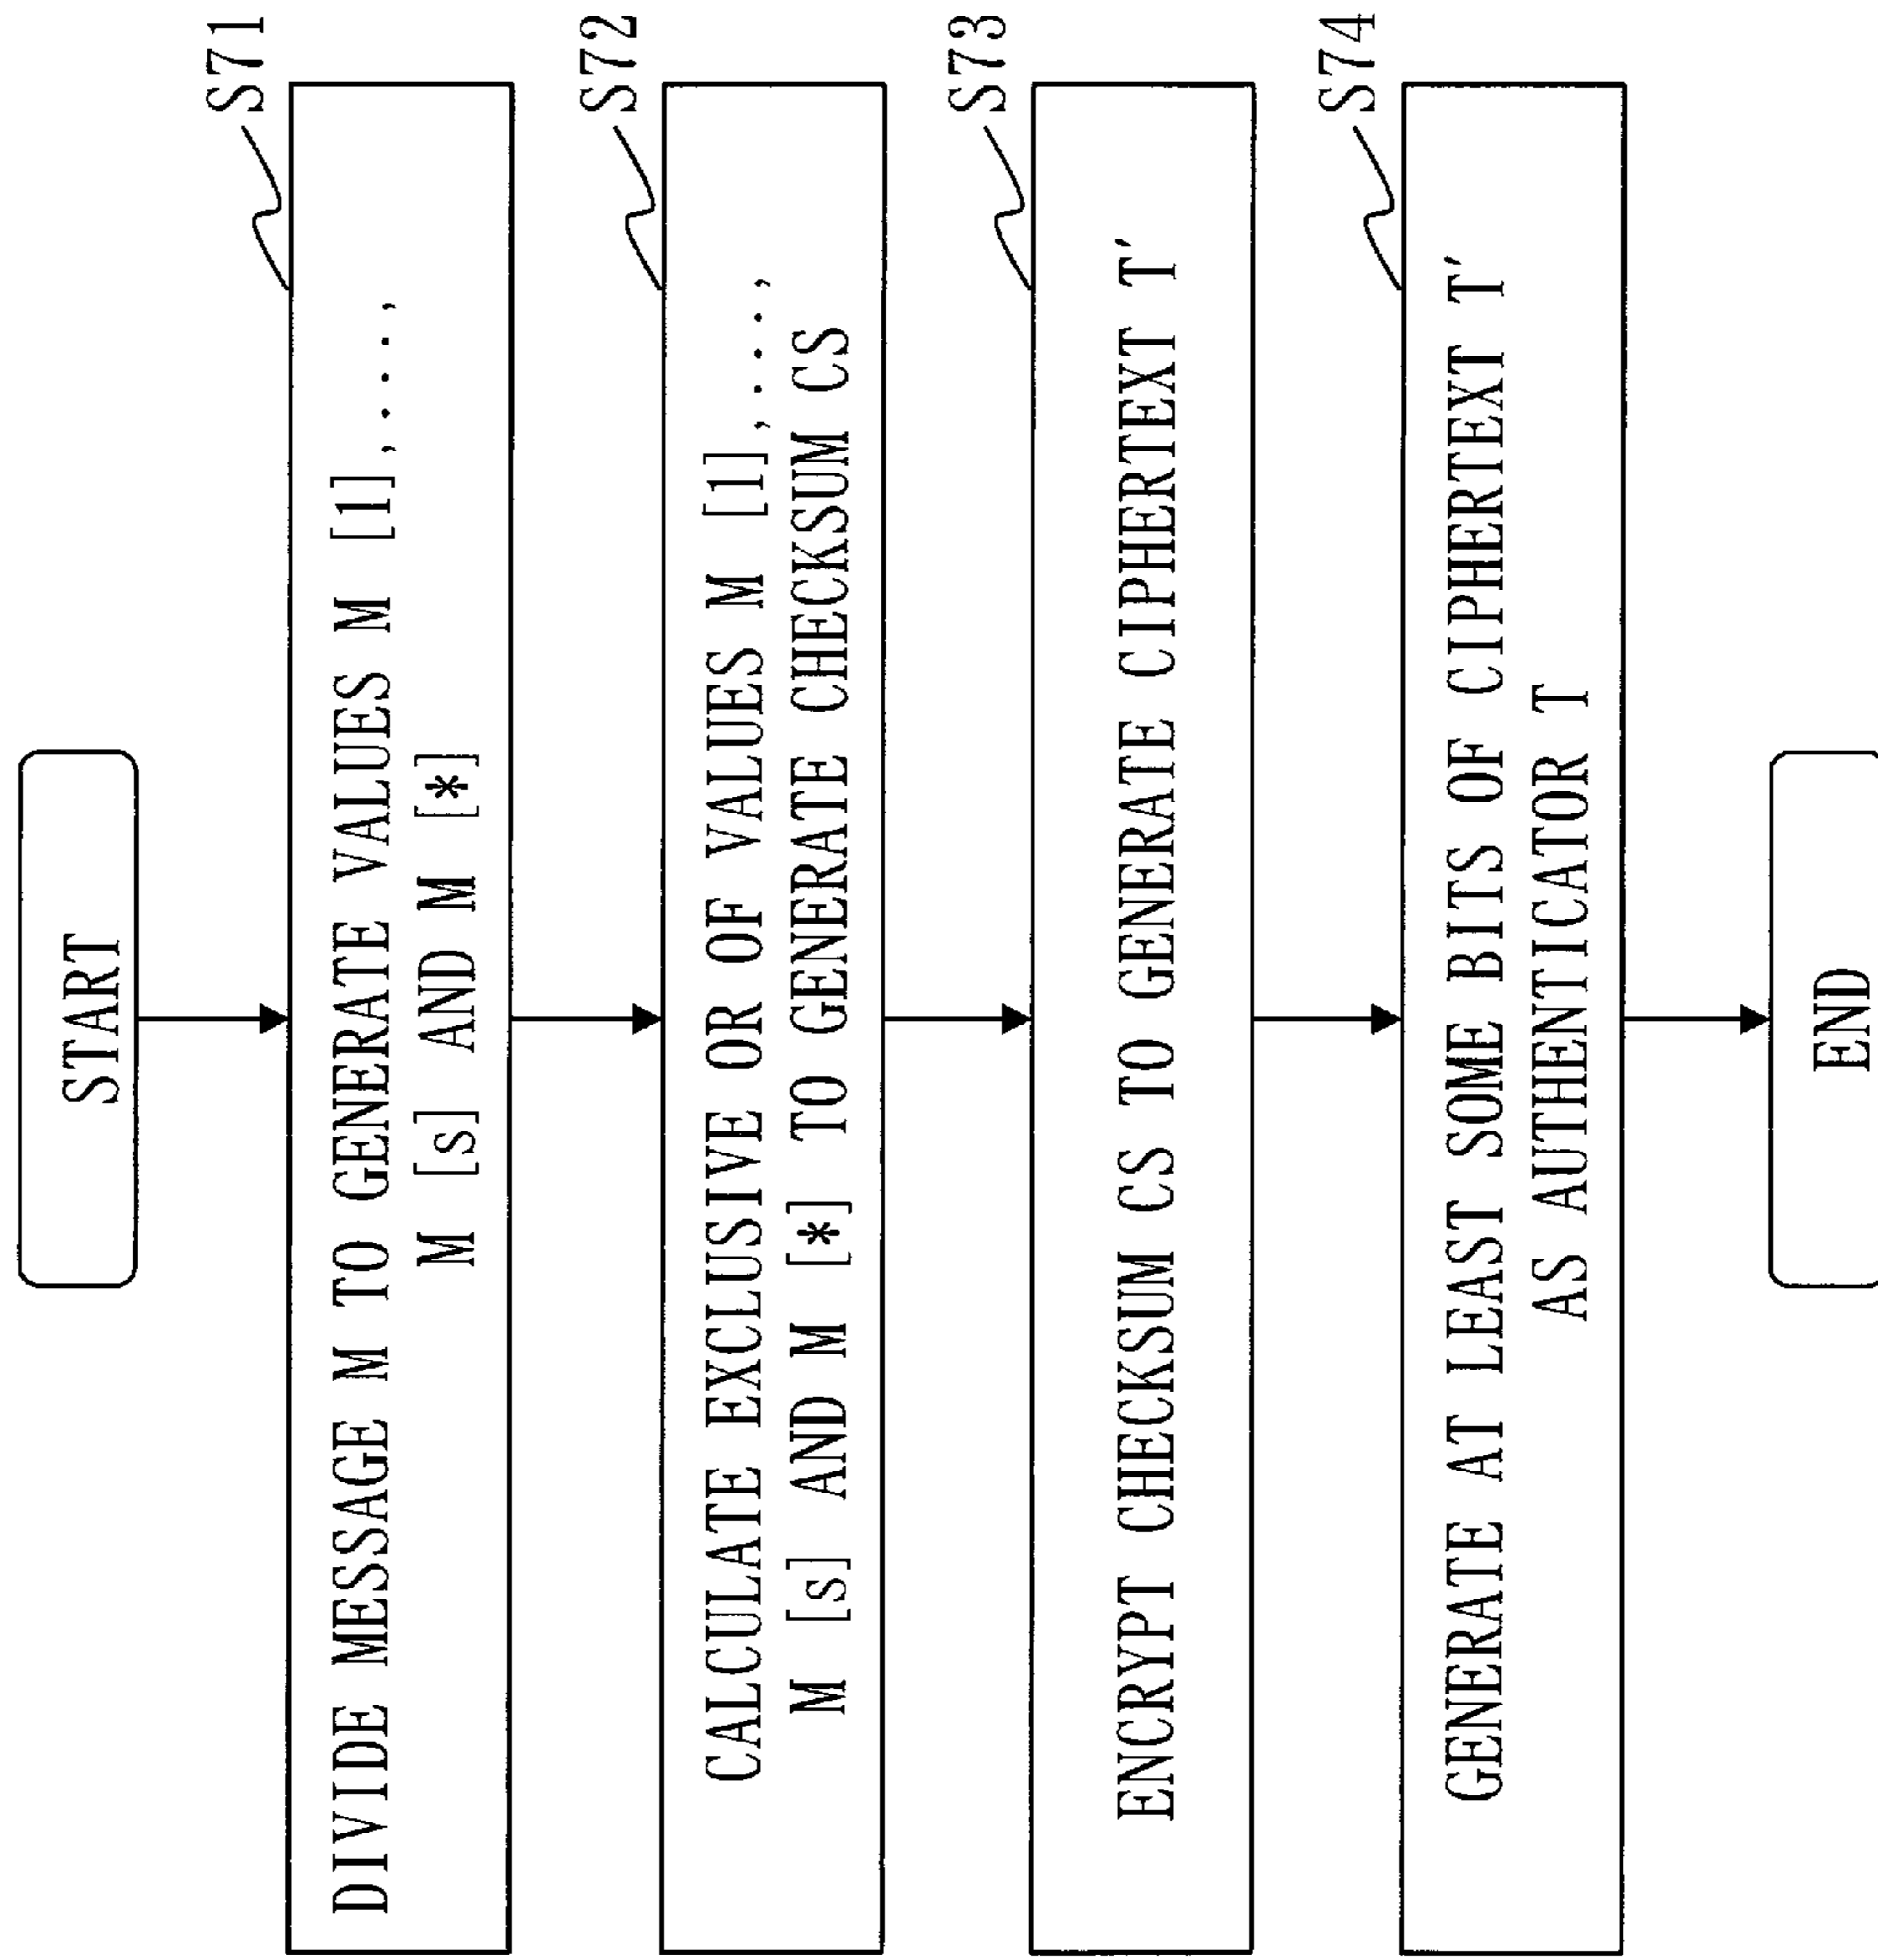 START
S71
DIVIDE MESSAGE M TO GENERATE VALUES M [1],...,
M [s] AND M [*]
S72
CALCULATE EXCLUSIVE OR OF VALUES M [1],...,
M [s] AND M [*] TO GENERATE CHECKSUM CS
S73
ENCRYPT CHECKSUM CS TO GENERATE CIPHERTEXT T'
S74
GENERATE AT LEAST SOME BITS OF CIPHERTEXT T'
AS AUTHENTICATOR T
END